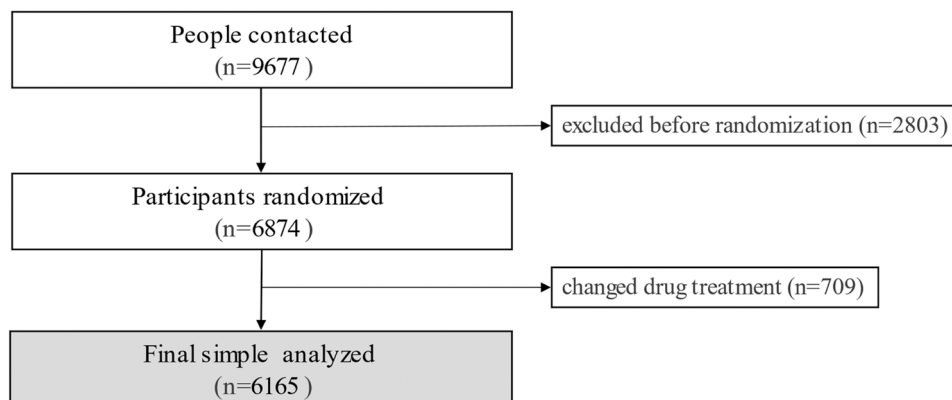 People contacted
(n=9677 )
excluded before randomization (n=2803)
Participants randomized
(n=6874 )
changed drug treatment (n=709)
Final simple analyzed
(n=6165 )